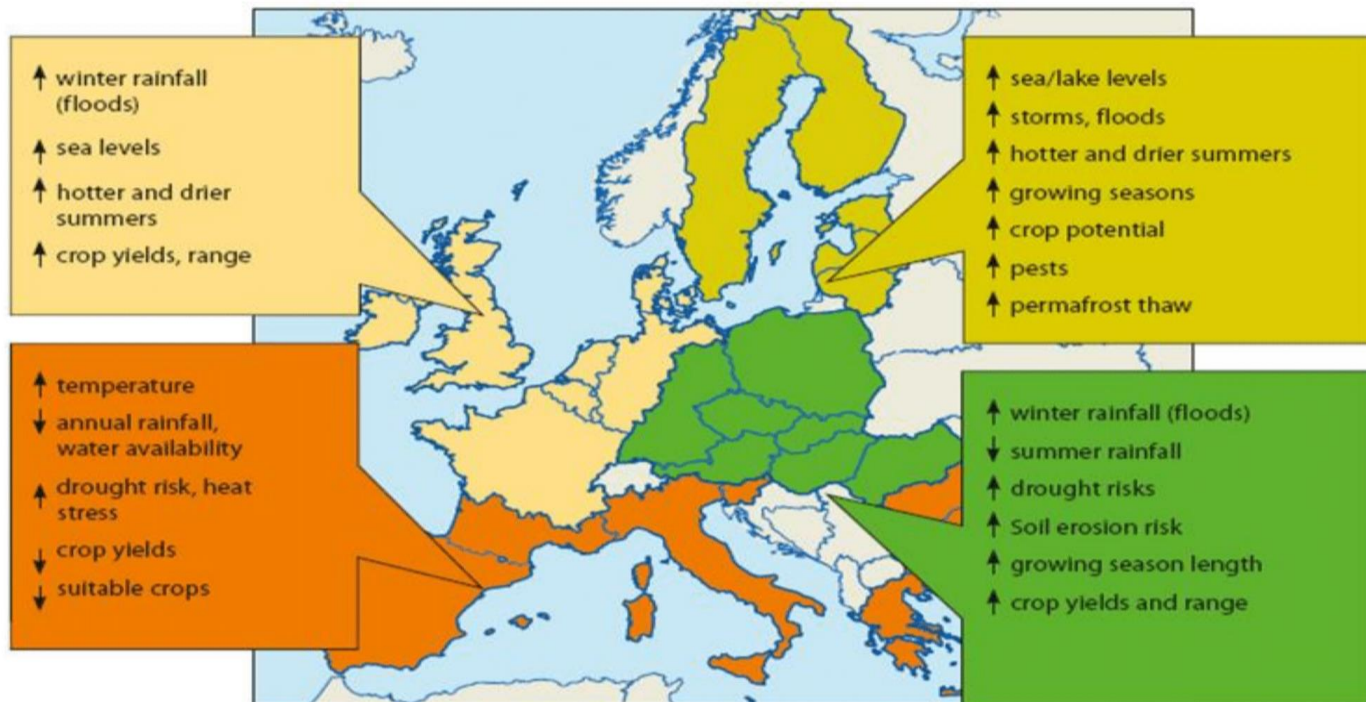 ↑ winter rainfall
(floods)
↑ sea levels
↑ hotter and drier
summers
↑ crop yields, range
↑ sea/lake levels
↑ storms, floods
↑ hotter and drier summers
↑ growing seasons
↑ crop potential
↑ pests
↑ permafrost thaw
↑ temperature
↓ annual rainfall,
water availability
↑ drought risk, heat
stress
↓ crop yields
↓ suitable crops
↑ winter rainfall (floods)
↓ summer rainfall
↑ drought risks
↑ Soil erosion risk
↑ growing season length
↑ crop yields and range